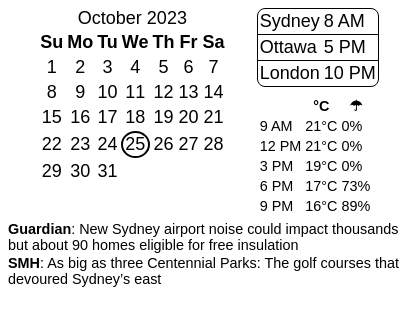 October 2023
Su Mo Tu We Th Fr Sa
1 2 3 4 5 6 7
8 9 10 11 12 13 14
15 16 17 18 19 20 21
22 23 24 25 26 27 28
29 30 31
Sydney 8 AM
Ottawa 5 PM
London 10 PM
°C ☂
9 AM 21°C 0%
12 PM 21°C 0%
3 PM 19°C 0%
6 PM 17°C 73%
9 PM 16°C 89%
Guardian: New Sydney airport noise could impact thousands
but about 90 homes eligible for free insulation
SMH: As big as three Centennial Parks: The golf courses that
devoured Sydney’s east